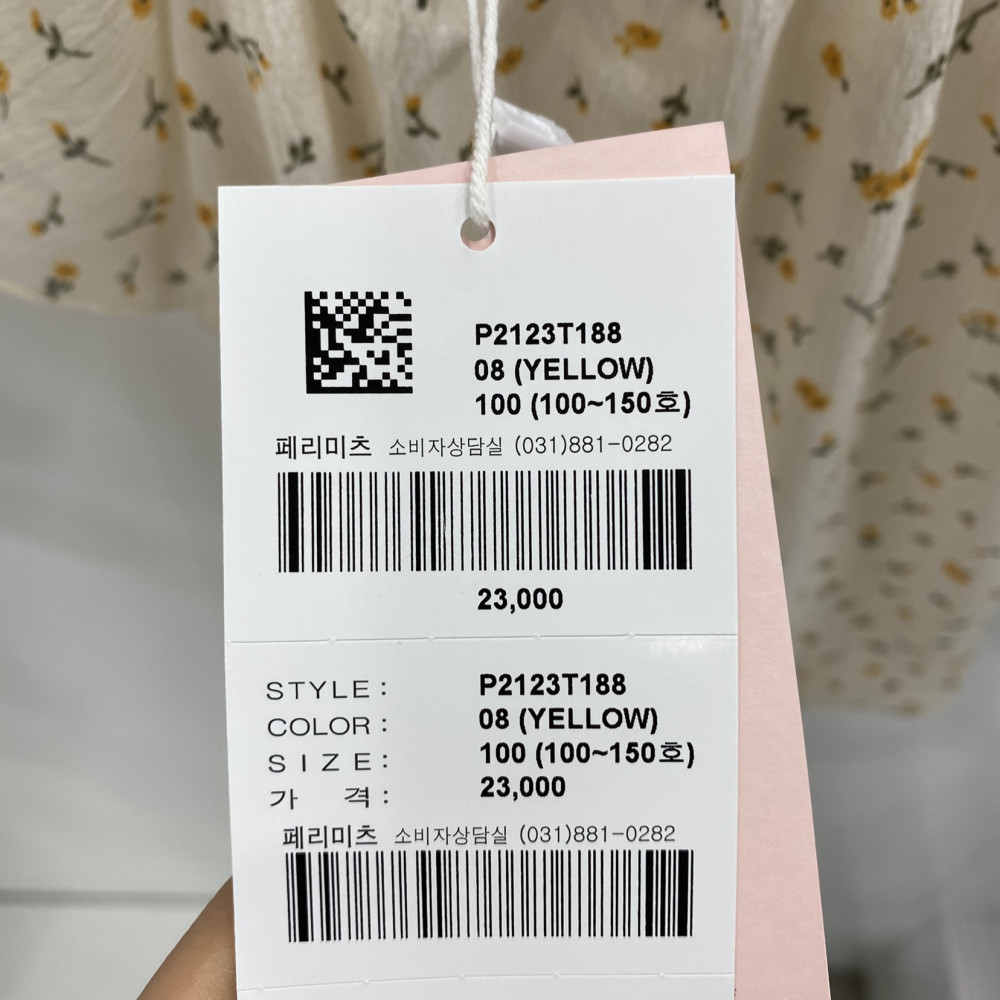 P2123T188
08 (YELLOW)
100 (100~150호)
페리미츠 소비자상담실 (031)881-0282
23,000
STYLE : P2123T188
COLOR : 08 (YELLOW)
SIZE : 100 (100~150호)
가 격 : 23,000
페리미츠 소비자상담실 (031)881-0282